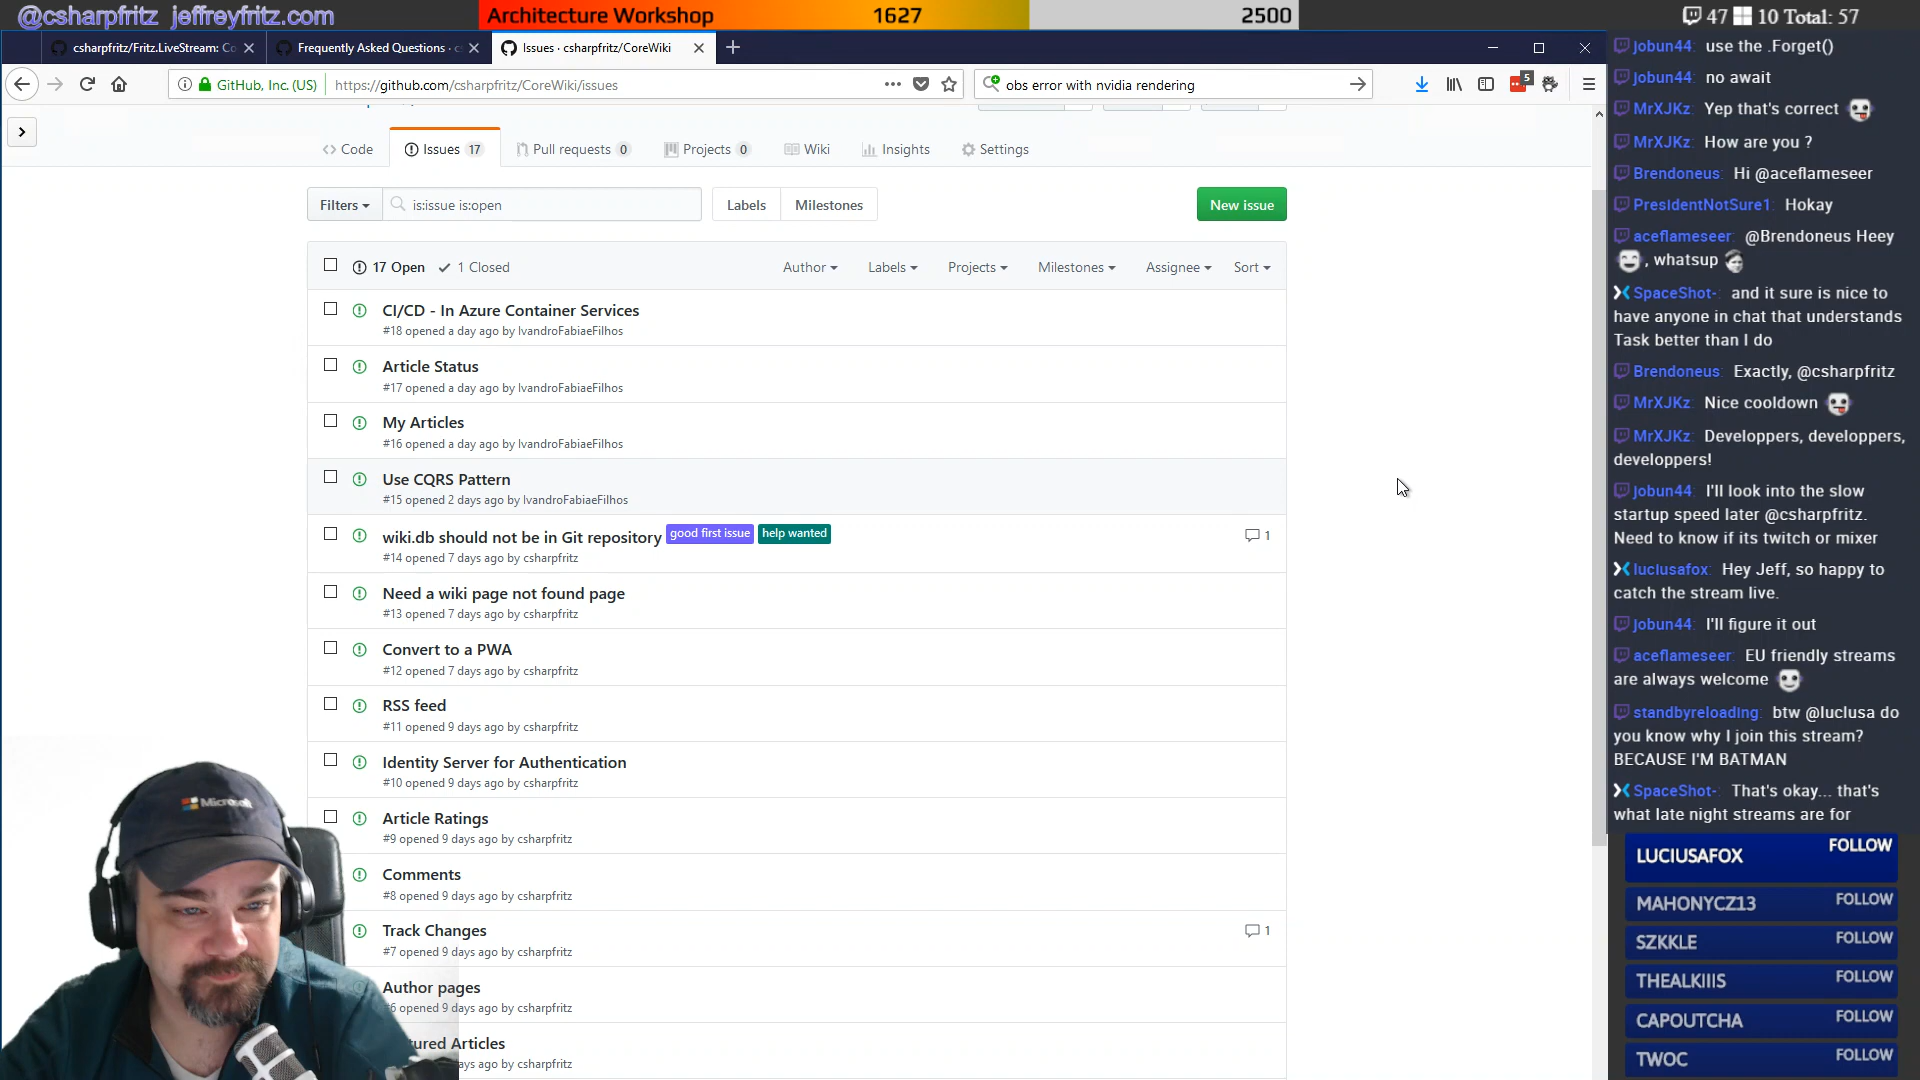 @csharpfritz jeffreyfritz.com
Architecture Workshop 1627 2500
47 10 Total: 57
csharpfritz/Fritz.LiveStream: Co
Frequently Asked Questions · c
Issues · csharpfritz/CoreWiki
GitHub, Inc. (US) https://github.com/csharpfritz/CoreWiki/issues
obs error with nvidia rendering
5
Code
Issues 17
Pull requests 0
Projects 0
Wiki
Insights
Settings
Filters
is:issue is:open
Labels
Milestones
New issue
17 Open
1 Closed
Author
Labels
Projects
Milestones
Assignee
Sort
CI/CD - In Azure Container Services
#18 opened a day ago by IvandroFabiaeFilhos
Article Status
#17 opened a day ago by IvandroFabiaeFilhos
My Articles
#16 opened a day ago by IvandroFabiaeFilhos
Use CQRS Pattern
#15 opened 2 days ago by IvandroFabiaeFilhos
wiki.db should not be in Git repository good first issue help wanted
1
#14 opened 7 days ago by csharpfritz
Need a wiki page not found page
#13 opened 7 days ago by csharpfritz
Convert to a PWA
#12 opened 7 days ago by csharpfritz
RSS feed
#11 opened 9 days ago by csharpfritz
Identity Server for Authentication
#10 opened 9 days ago by csharpfritz
Article Ratings
#9 opened 9 days ago by csharpfritz
Comments
#8 opened 9 days ago by csharpfritz
Track Changes
1
#7 opened 9 days ago by csharpfritz
Author pages
#6 opened 9 days ago by csharpfritz
tured Articles
ays ago by csharpfritz
Microsoft
jobun44: use the .Forget()
jobun44: no await
MrXJKz: Yep that's correct
MrXJKz: How are you ?
Brendoneus: Hi @aceflameseer
PresidentNotSure1: Hokay
aceflameseer: @Brendoneus Heey
, whatsup
SpaceShot-: and it sure is nice to
have anyone in chat that understands
Task better than I do
Brendoneus: Exactly, @csharpfritz
MrXJKz: Nice cooldown
MrXJKz: Developpers, developpers,
developpers!
jobun44: I'll look into the slow
startup speed later @csharpfritz.
Need to know if its twitch or mixer
luciusafox: Hey Jeff, so happy to
catch the stream live.
jobun44: I'll figure it out
aceflameseer: EU friendly streams
are always welcome
standbyreloading: btw @luclusa do
you know why I join this stream?
BECAUSE I'M BATMAN
SpaceShot-: That's okay... that's
what late night streams are for
LUCIUSAFOX FOLLOW
MAHONYCZ13 FOLLOW
SZKKLE FOLLOW
THEALKIIIS FOLLOW
CAPOUTCHA FOLLOW
TWOC FOLLOW